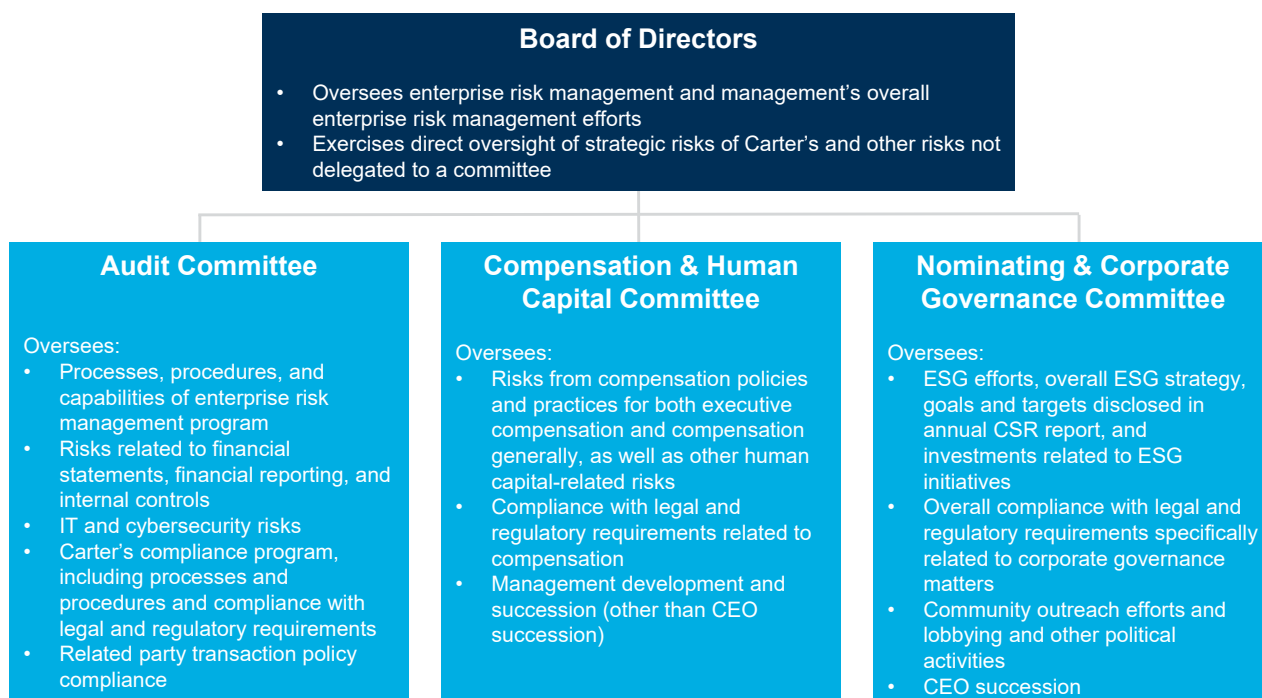 Board of Directors
• Oversees enterprise risk management and management’s overall
enterprise risk management efforts
• Exercises direct oversight of strategic risks of Carter’s and other risks not
delegated to a committee
Audit Committee
Oversees:
• Processes, procedures, and
capabilities of enterprise risk
management program
• Risks related to financial
statements, financial reporting, and
internal controls
• IT and cybersecurity risks
• Carter’s compliance program,
including processes and
procedures and compliance with
legal and regulatory requirements
• Related party transaction policy
compliance
Compensation & Human
Capital Committee
Oversees:
• Risks from compensation policies
and practices for both executive
compensation and compensation
generally, as well as other human
capital-related risks
• Compliance with legal and
regulatory requirements related to
compensation
• Management development and
succession (other than CEO
succession)
Nominating & Corporate
Governance Committee
Oversees:
• ESG efforts, overall ESG strategy,
goals and targets disclosed in
annual CSR report, and
investments related to ESG
initiatives
• Overall compliance with legal and
regulatory requirements specifically
related to corporate governance
matters
• Community outreach efforts and
lobbying and other political
activities
• CEO succession